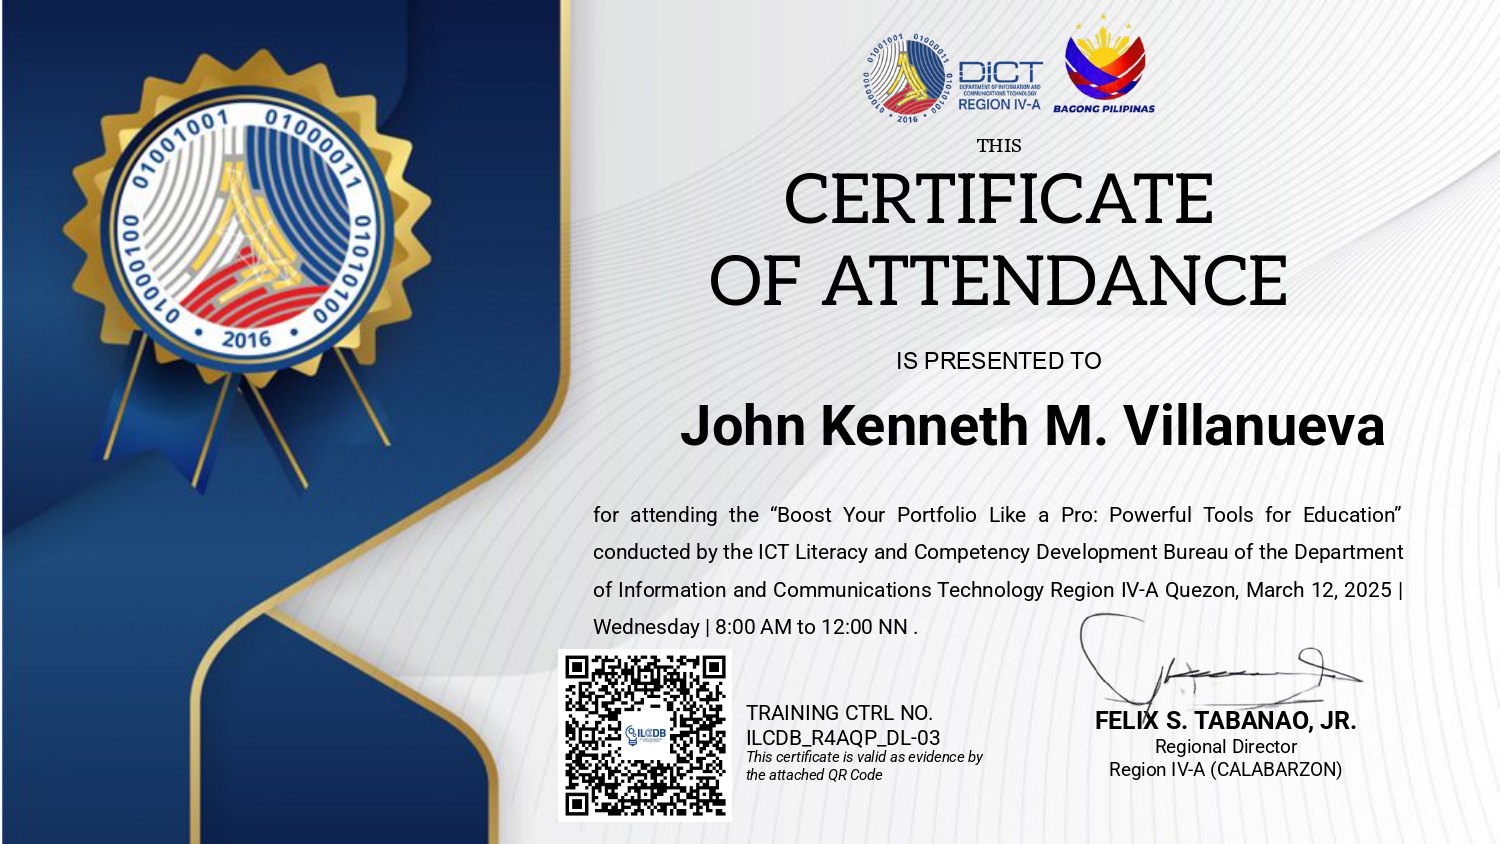 01001001 01000011 01010100 01000100
• 2016 •
01001001 01000011 01010100 01000100
• 2016 •
DICT
DEPARTMENT OF INFORMATION AND
COMMUNICATIONS TECHNOLOGY
REGION IV-A
BAGONG PILIPINAS
THIS
CERTIFICATE
OF ATTENDANCE
IS PRESENTED TO
John Kenneth M. Villanueva
for attending the “Boost Your Portfolio Like a Pro: Powerful Tools for Education”
conducted by the ICT Literacy and Competency Development Bureau of the Department
of Information and Communications Technology Region IV-A Quezon, March 12, 2025 |
Wednesday | 8:00 AM to 12:00 NN .
ILCDB
TRAINING CTRL NO.
ILCDB_R4AQP_DL-03
This certificate is valid as evidence by
the attached QR Code
FELIX S. TABANAO, JR.
Regional Director
Region IV-A (CALABARZON)